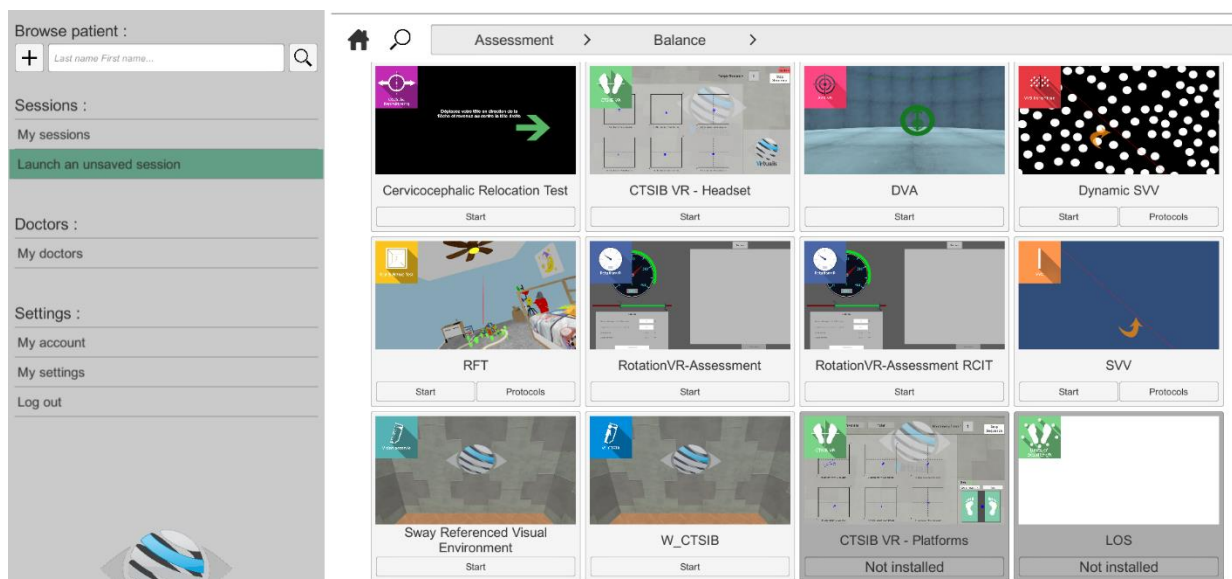 Browse patient :
+
Last name First name...
Sessions :
My sessions
Launch an unsaved session
Doctors :
My doctors
Settings :
My account
My settings
Log out
Assessment > Balance >
Déplacez votre tête en direction de la
flèche et revenez au centre la tête droite
Cervicocephalic Relocation Test
Start
CTSIB VR
Virtualis
CTSIB VR - Headset
Start
DVA
Start
Dynamic SVV
Start Protocols
RFT
Start Protocols
RotationVR-Assessment
Start
RotationVR-Assessment RCIT
Start
SVV
Start Protocols
Sway Referenced Visual
Environment
Start
W_CTSIB
Start
CTSIB VR - Platforms
Not installed
LOS
Not installed